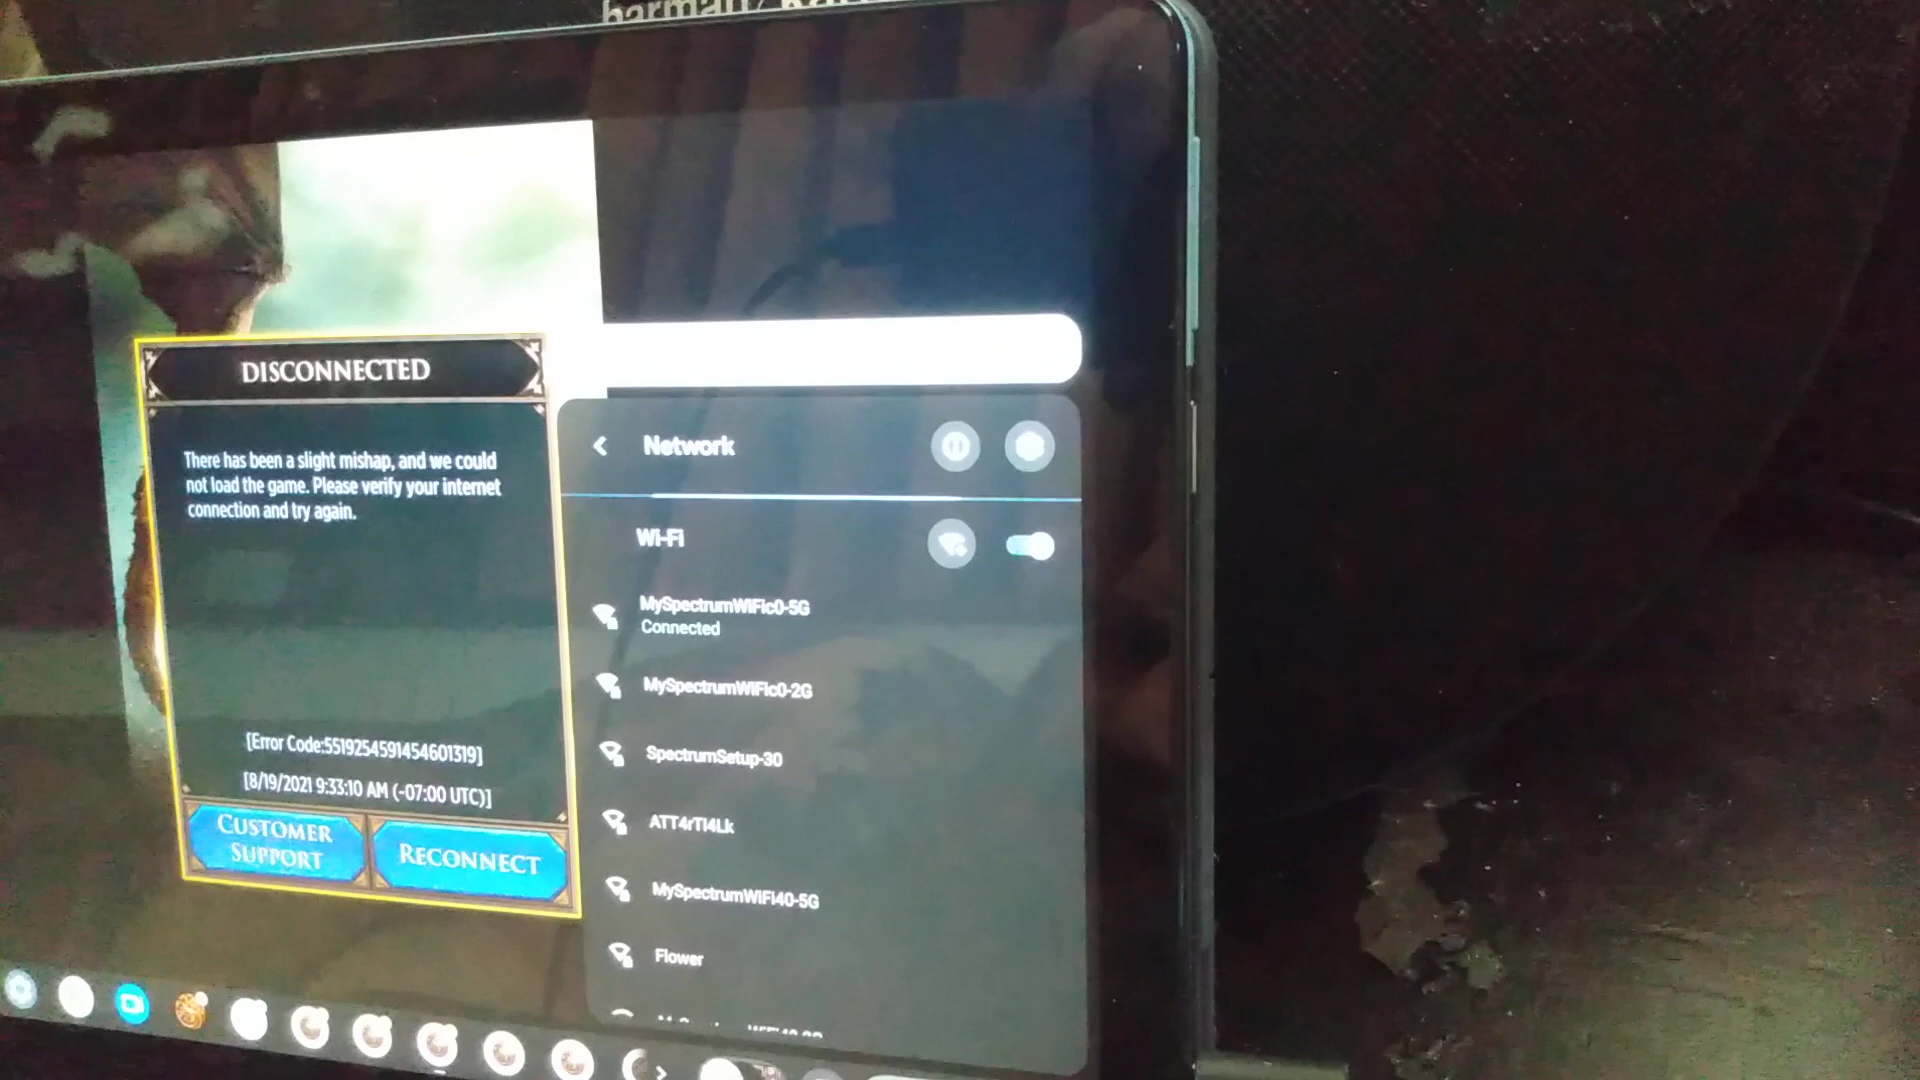 harman/
DISCONNECTED
There has been a slight mishap, and we could
not load the game. Please verify your internet
connection and try again.
[Error Code:5519254591454601319]
[8/19/2021 9:33:10 AM (-07:00 UTC)]
CUSTOMER
SUPPORT
RECONNECT
Network
Wi-Fi
MySpectrumWiFic0-5G
Connected
MySpectrumWiFic0-2G
SpectrumSetup-30
ATT4rTi4Lk
MySpectrumWiFi40-5G
Flower